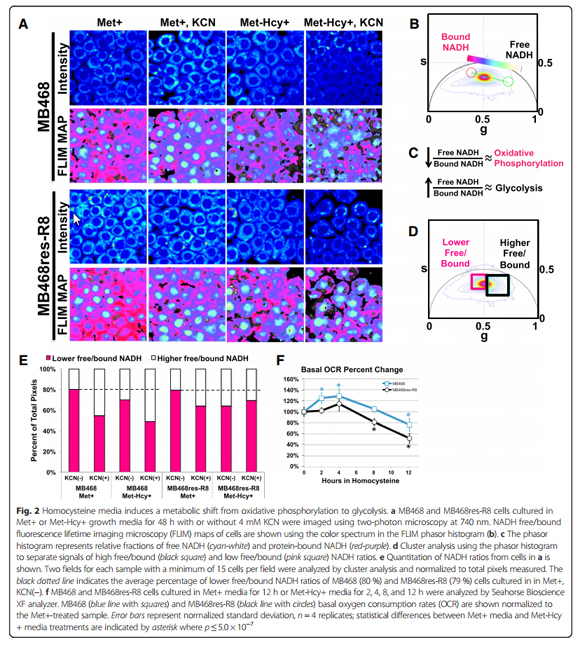 A
Met+ Met+, KCN Met-Hcy+ Met-Hcy+, KCN
MB468
Intensity
FLIM MAP
MB468res-R8
Intensity
FLIM MAP
B
Bound
NADH
Free
NADH
s
0.5
0 0.5 1
g
C
Free NADH
Bound NADH
≈ Oxidative
Phosphorylation
Free NADH
Bound NADH
≈ Glycolysis
D
Lower
Free/
Bound
Higher
Free/
Bound
s
0.5
0 0.5 1
g
E
Lower free/bound NADH Higher free/bound NADH
Percent of Total Pixels
100%
80%
60%
40%
20%
0%
KCN(-) KCN(+) KCN(-) KCN(+) KCN(-) KCN(+) KCN(-) KCN(+)
MB468 MB468 MB468res-R8 MB468res-R8
Met+ Met-Hcy+ Met+ Met-Hcy+
F
Basal OCR Percent Change
MB468
MB468res-R8
160%
140%
120%
100%
80%
60%
40%
20%
0%
0 2 4 6 8 10 12
Hours in Homocysteine
* * * * *
Fig. 2 Homocysteine media induces a metabolic shift from oxidative phosphorylation to glycolysis. a MB468 and MB468res-R8 cells cultured in
Met+ or Met-Hcy+ growth media for 48 h with or without 4 mM KCN were imaged using two-photon microscopy at 740 nm. NADH free/bound
fluorescence lifetime imaging microscopy (FLIM) maps of cells are shown using the color spectrum in the FLIM phasor histogram (b). c The phasor
histogram represents relative fractions of free NADH (cyan-white) and protein-bound NADH (red-purple). d Cluster analysis using the phasor histogram
to separate signals of high free/bound (black square) and low free/bound (pink square) NADH ratios. e Quantification of NADH ratios from cells in a is
shown. Two fields for each sample with a minimum of 15 cells per field were analyzed by cluster analysis and normalized to total pixels measured. The
black dotted line indicates the average percentage of lower free/bound NADH ratios of MB468 (80 %) and MB468res-R8 (79 %) cells cultured in in Met+,
KCN(−). f MB468 and MB468res-R8 cells cultured in Met+ media for 12 h or Met-Hcy+ media for 2, 4, 8, and 12 h were analyzed by Seahorse Bioscience
XF analyzer. MB468 (blue line with squares) and MB468res-R8 (black line with circles) basal oxygen consumption rates (OCR) are shown normalized to
the Met+-treated sample. Error bars represent normalized standard deviation, n = 4 replicates; statistical differences between Met+ media and Met-Hcy
+ media treatments are indicated by asterisk where p ≤ 5.0 × 10−7